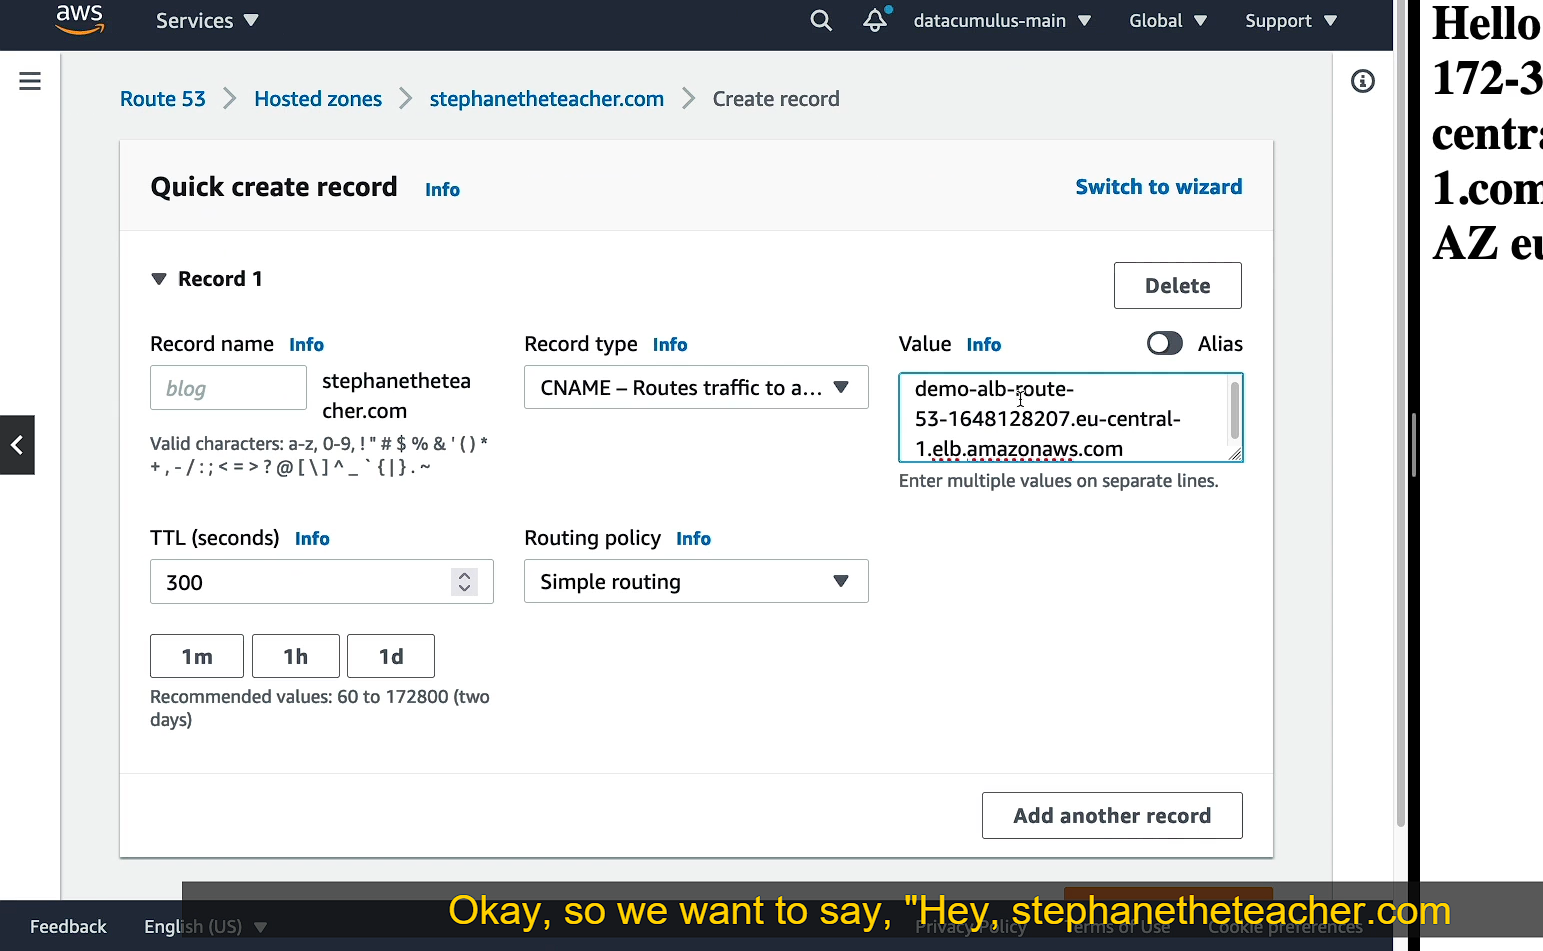 aws
Services
datacumulus-main
Global
Support
Route 53
Hosted zones
stephanetheteacher.com
Create record
Quick create record
Info
Switch to wizard
Record 1
Delete
Record name Info
blog
stephanethetea
cher.com
Valid characters: a-z, 0-9, ! " # $ % & ' ( ) *
+ , - / : ; < = > ? @ [ \ ] ^ _ ` { | } . ~
Record type Info
CNAME – Routes traffic to a...
Value Info
Alias
demo-alb-route-
53-1648128207.eu-central-
1.elb.amazonaws.com
Enter multiple values on separate lines.
TTL (seconds) Info
300
1m
1h
1d
Recommended values: 60 to 172800 (two
days)
Routing policy Info
Simple routing
Add another record
Feedback
English (US)
Privacy Policy
Terms of Use
Cookie preferences
Okay, so we want to say, "Hey, stephanetheteacher.com
Hello
172-3
centra
1.com
AZ eu